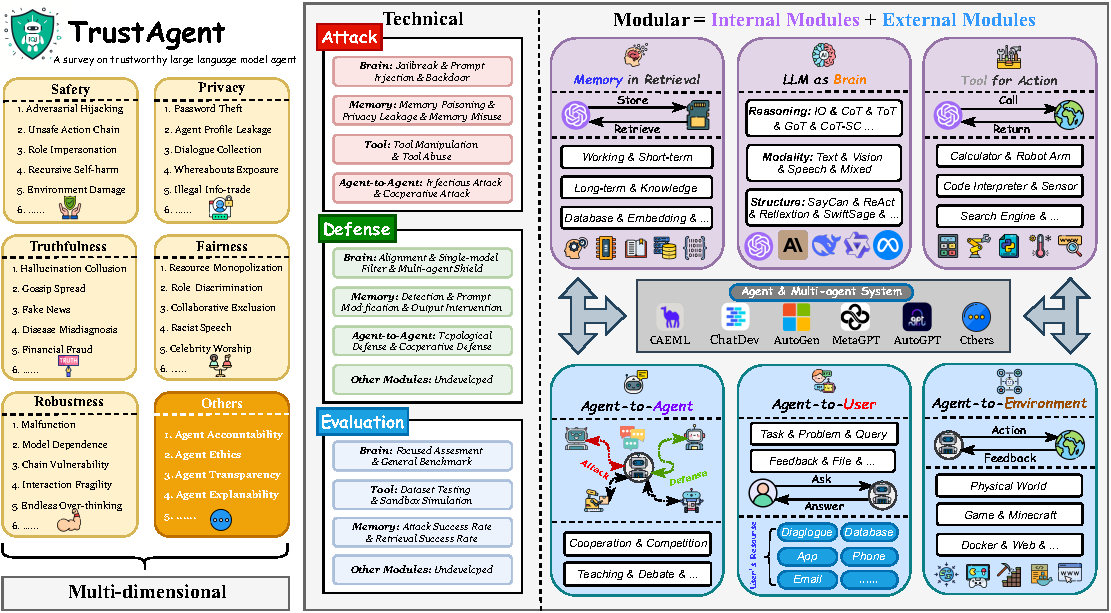 TrustAgent
A survey on trustworthy large language model agent
Safety
1. Adversarial Hijacking
2. Unsafe Action Chain
3. Role Impersonation
4. Recursive Self-harm
5. Environment Damage
6. ......
Privacy
1. Password Theft
2. Agent Profile Leakage
3. Dialogue Collection
4. Whereabouts Exposure
5. Illegal Info-trade
6. ......
Truthfulness
1. Hallucination Collusion
2. Gossip Spread
3. Fake News
4. Disease Misdiagnosis
5. Financial Fraud
6. ......
TRUTH
Fairness
1. Resource Monopolization
2. Role Discrimination
3. Collaborative Exclusion
4. Racist Speech
5. Celebrity Worship
6. ......
Robustness
1. Malfunction
2. Model Dependence
3. Chain Vulnerability
4. Interaction Fragility
5. Endless Over-thinking
6. ......
Others
1. Agent Accountability
2. Agent Ethics
3. Agent Transparency
4. Agent Explanability
5. ......
Multi-dimensional
Technical
Attack
Brain: Jailbreak & Prompt
Injection & Backdoor
Memory: Memory Poisoning &
Privacy Leakage & Memory Misuse
Tool: Tool Manipulation
& Tool Abuse
Agent-to-Agent: Infectious Attack
& Cooperative Attack
Defense
Brain: Alignment & Single-model
Filter & Multi-agent Shield
Memory: Detection & Prompt
Modification & Output Intervention
Agent-to-Agent: Topological
Defense & Cooperative Defense
Other Modules: Undeveloped
Evaluation
Brain: Focused Assesment
& General Benchmark
Tool: Dataset Testing
& Sandbox Simulation
Memory: Attack Success Rate
& Retrieval Success Rate
Other Modules: Undeveloped
Modular = Internal Modules + External Modules
Memory in Retrieval
Store
Retrieve
Working & Short-term
Long-term & Knowledge
Database & Embedding & ...
LLM as Brain
Reasoning: IO & CoT & ToT
& GoT & CoT-SC ...
Modality: Text & Vision
& Speech & Mixed
Structure: SayCan & ReAct
& Reflextion & SwiftSage & ...
Tool for Action
Call
Return
Calculator & Robot Arm
Code Interpreter & Sensor
Search Engine & ...
Agent & Multi-agent System
CAEML
ChatDev
AutoGen
MetaGPT
AutoGPT
Others
Agent-to-Agent
Attack
Defense
Cooperation & Competition
Teaching & Debate & ...
Agent-to-User
Task & Problem & Query
Feedback & File & ...
Ask
Answer
User's Resourse
Diaglogue
Database
App
Phone
Email
......
Agent-to-Environment
Action
Feedback
Physical World
Game & Minecraft
Docker & Web & ...